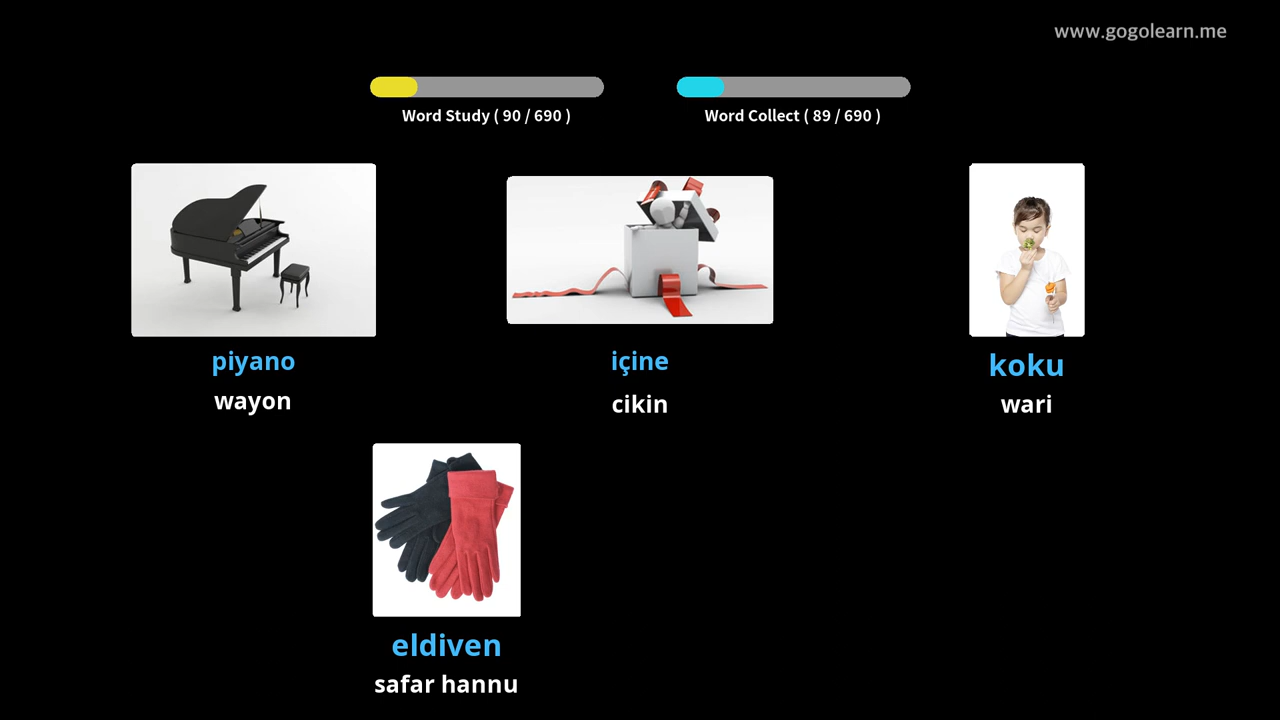 www.gogolearn.me
Word Study ( 90 / 690 )
Word Collect ( 89 / 690 )
piyano
wayon
içine
cikin
koku
wari
eldiven
safar hannu